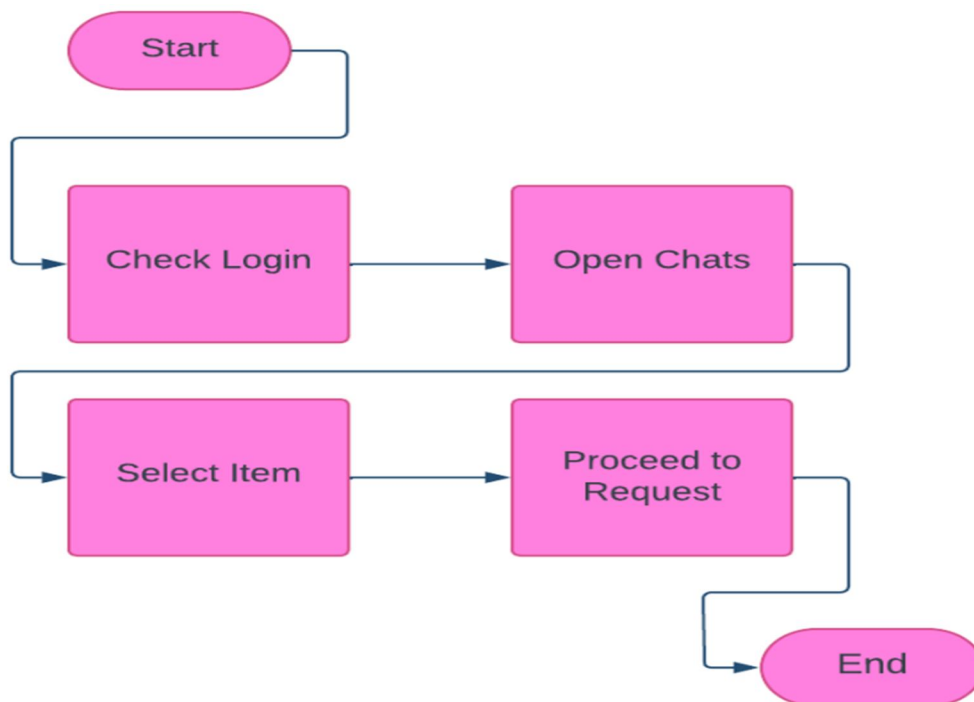 Start
Check Login
Open Chats
Select Item
Proceed to
Request
End